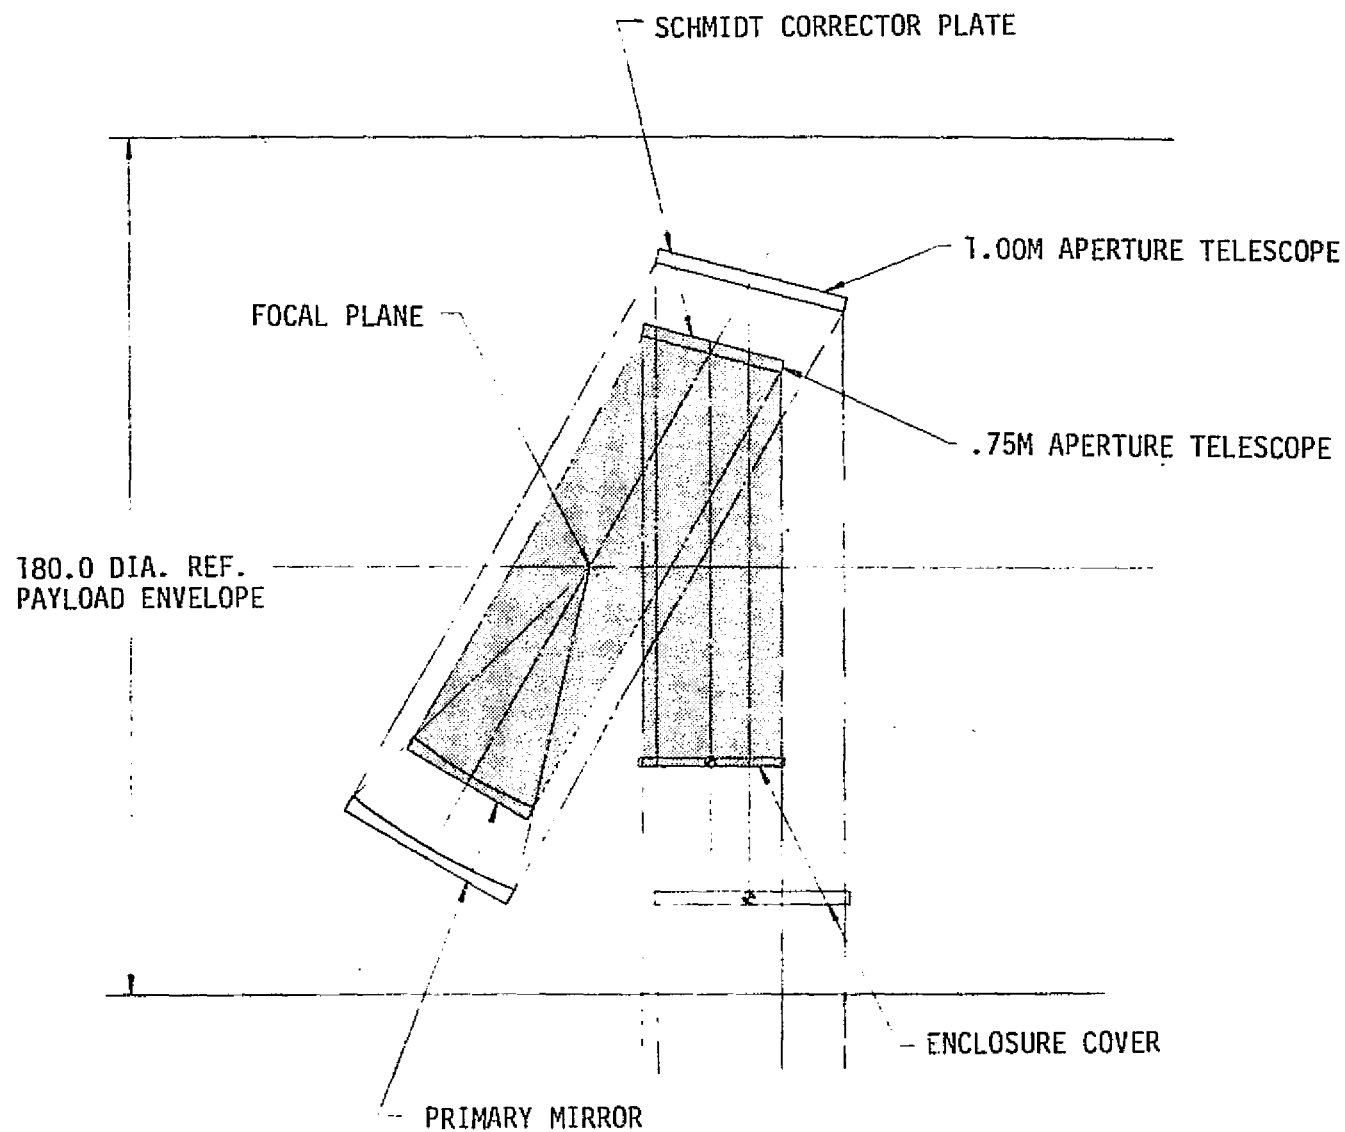 SCHMIDT CORRECTOR PLATE
1.00M APERTURE TELESCOPE
FOCAL PLANE
.75M APERTURE TELESCOPE
180.0 DIA. REF.
PAYLOAD ENVELOPE
ENCLOSURE COVER
PRIMARY MIRROR